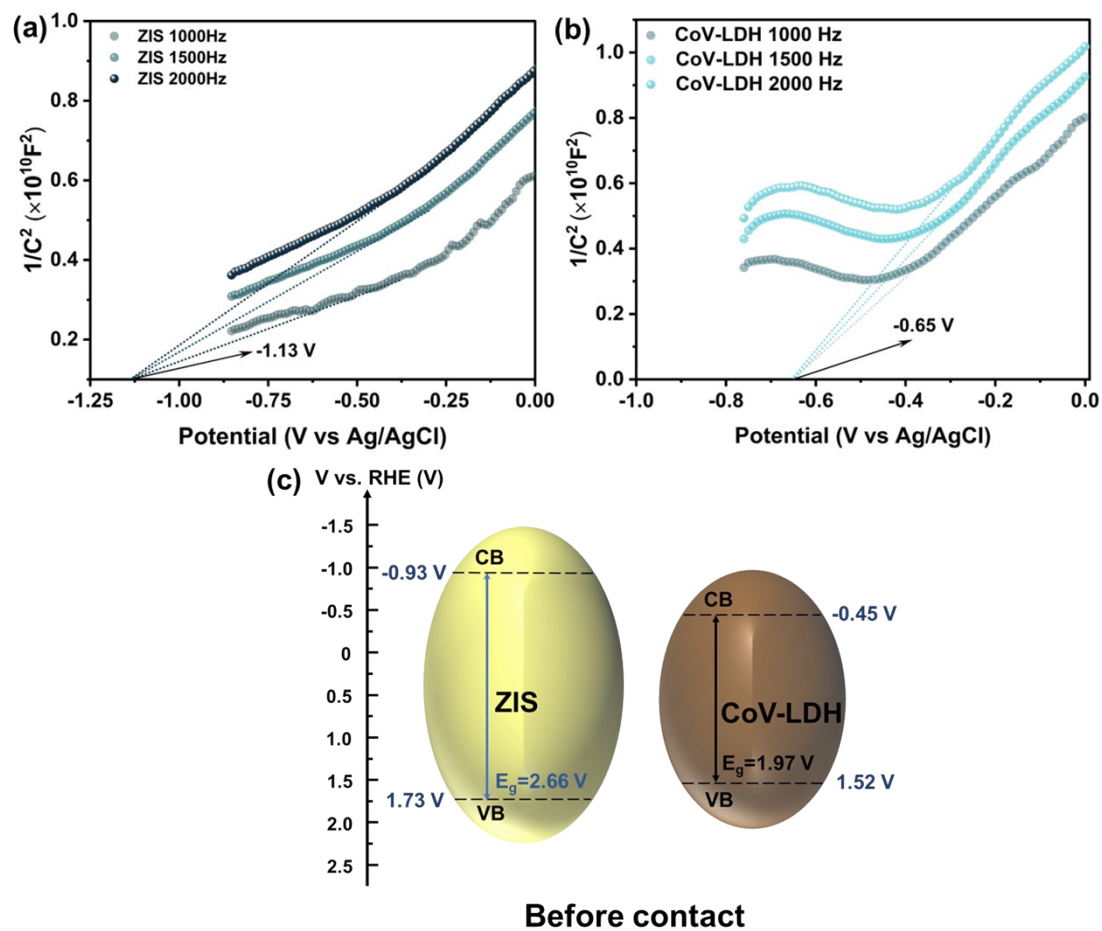 (a)
ZIS 1000Hz
ZIS 1500Hz
ZIS 2000Hz
1/C² (×10¹⁰F²)
1.0
0.8
0.6
0.4
0.2
-1.13 V
-1.25 -1.00 -0.75 -0.50 -0.25 0.00
Potential (V vs Ag/AgCl)
(b)
CoV-LDH 1000 Hz
CoV-LDH 1500 Hz
CoV-LDH 2000 Hz
1/C² (×10¹⁰F²)
1.0
0.8
0.6
0.4
0.2
0.0
-0.65 V
-1.0 -0.8 -0.6 -0.4 -0.2 0.0
Potential (V vs Ag/AgCl)
(c) V vs. RHE (V)
-1.5
-1.0
-0.5
0
0.5
1.0
1.5
2.0
2.5
CB
-0.93 V
ZIS
Eg=2.66 V
1.73 V
VB
CB
-0.45 V
CoV-LDH
Eg=1.97 V
1.52 V
VB
Before contact